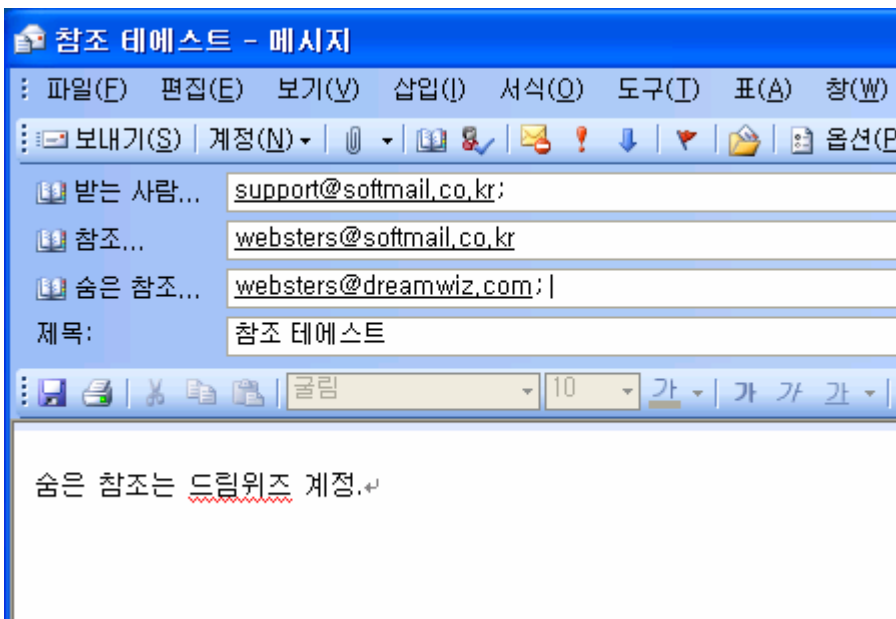 참조 테에스트 - 메시지
파일(F) 편집(E) 보기(V) 삽입(I) 서식(O) 도구(T) 표(A) 창(W)
보내기(S) 계정(N) 옵션(P
받는 사람... support@softmail.co.kr;
참조... websters@softmail.co.kr
숨은 참조... websters@dreamwiz.com;
제목: 참조 테에스트
굴림 10 가 가 가 가
숨은 참조는 드림위즈 계정.